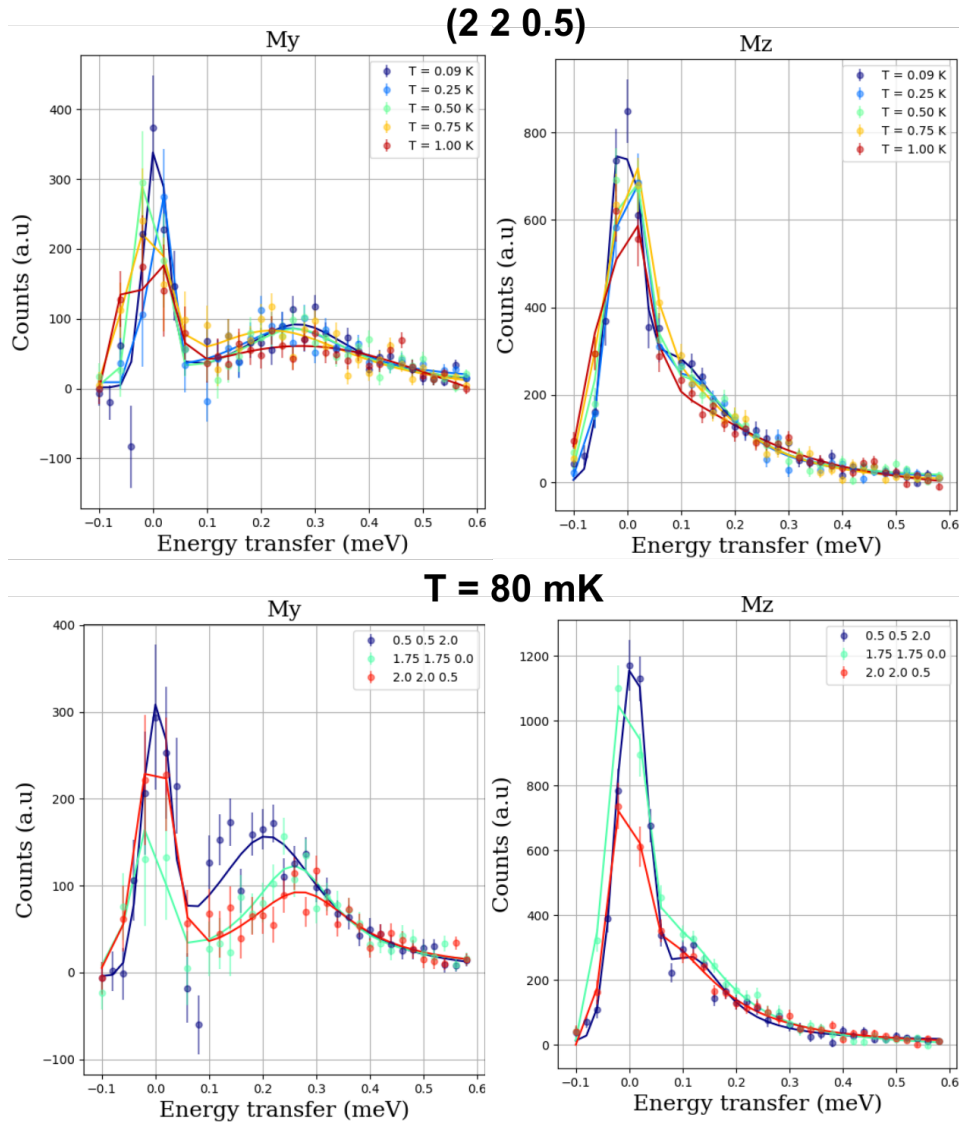 (2 2 0.5)
My
Counts (a.u)
400
300
200
100
0
−100
T = 0.09 K
T = 0.25 K
T = 0.50 K
T = 0.75 K
T = 1.00 K
−0.1 0.0 0.1 0.2 0.3 0.4 0.5 0.6
Energy transfer (meV)
Mz
Counts (a.u)
800
600
400
200
0
T = 0.09 K
T = 0.25 K
T = 0.50 K
T = 0.75 K
T = 1.00 K
−0.1 0.0 0.1 0.2 0.3 0.4 0.5 0.6
Energy transfer (meV)
T = 80 mK
My
Counts (a.u)
400
300
200
100
0
−100
0.5 0.5 2.0
1.75 1.75 0.0
2.0 2.0 0.5
−0.1 0.0 0.1 0.2 0.3 0.4 0.5 0.6
Energy transfer (meV)
Mz
Counts (a.u)
1200
1000
800
600
400
200
0
0.5 0.5 2.0
1.75 1.75 0.0
2.0 2.0 0.5
−0.1 0.0 0.1 0.2 0.3 0.4 0.5 0.6
Energy transfer (meV)